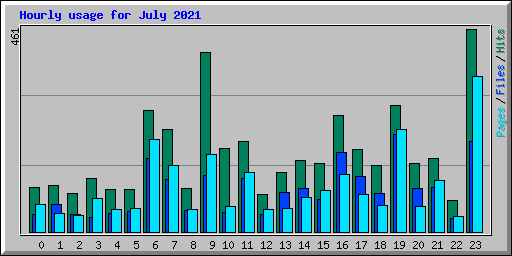 Hourly usage for July 2021
461
Pages/Files/Hits
0 1 2 3 4 5 6 7 8 9 10 11 12 13 14 15 16 17 18 19 20 21 22 23